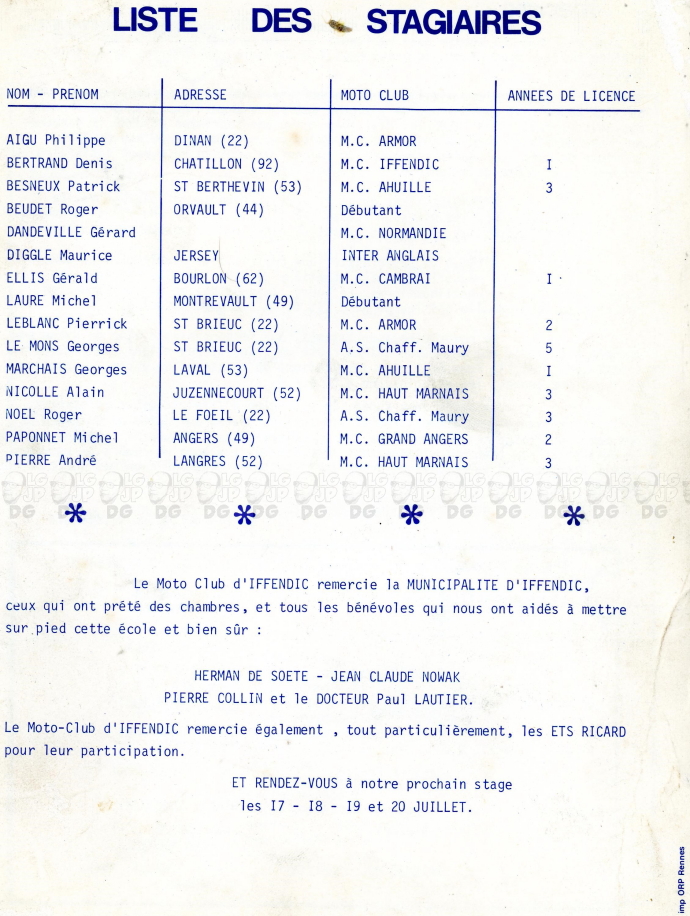 LISTE DES STAGIAIRES
NOM - PRENOM ADRESSE MOTO CLUB ANNEES DE LICENCE
AIGU Philippe DINAN (22) M.C. ARMOR
BERTRAND Denis CHATILLON (92) M.C. IFFENDIC I
BESNEUX Patrick ST BERTHEVIN (53) M.C. AHUILLE 3
BEUDET Roger ORVAULT (44) Débutant
DANDEVILLE Gérard M.C. NORMANDIE
DIGGLE Maurice JERSEY INTER ANGLAIS
ELLIS Gérald BOURLON (62) M.C. CAMBRAI I
LAURE Michel MONTREVAULT (49) Débutant
LEBLANC Pierrick ST BRIEUC (22) M.C. ARMOR 2
LE MONS Georges ST BRIEUC (22) A.S. Chaff. Maury 5
MARCHAIS Georges LAVAL (53) M.C. AHUILLE I
NICOLLE Alain JUZENNECOURT (52) M.C. HAUT MARNAIS 3
NOEL Roger LE FOEIL (22) A.S. Chaff. Maury 3
PAPONNET Michel ANGERS (49) M.C. GRAND ANGERS 2
PIERRE André LANGRES (52) M.C. HAUT MARNAIS 3
* * * *
Le Moto Club d'IFFENDIC remercie la MUNICIPALITE D'IFFENDIC,
ceux qui ont prété des chambres, et tous les bénévoles qui nous ont aidés à mettre
sur pied cette école et bien sûr :
HERMAN DE SOETE - JEAN CLAUDE NOWAK
PIERRE COLLIN et le DOCTEUR Paul LAUTIER.
Le Moto-Club d'IFFENDIC remercie également , tout particulièrement, les ETS RICARD
pour leur participation.
ET RENDEZ-VOUS à notre prochain stage
les I7 - I8 - I9 et 20 JUILLET.
imp ORP Rennes